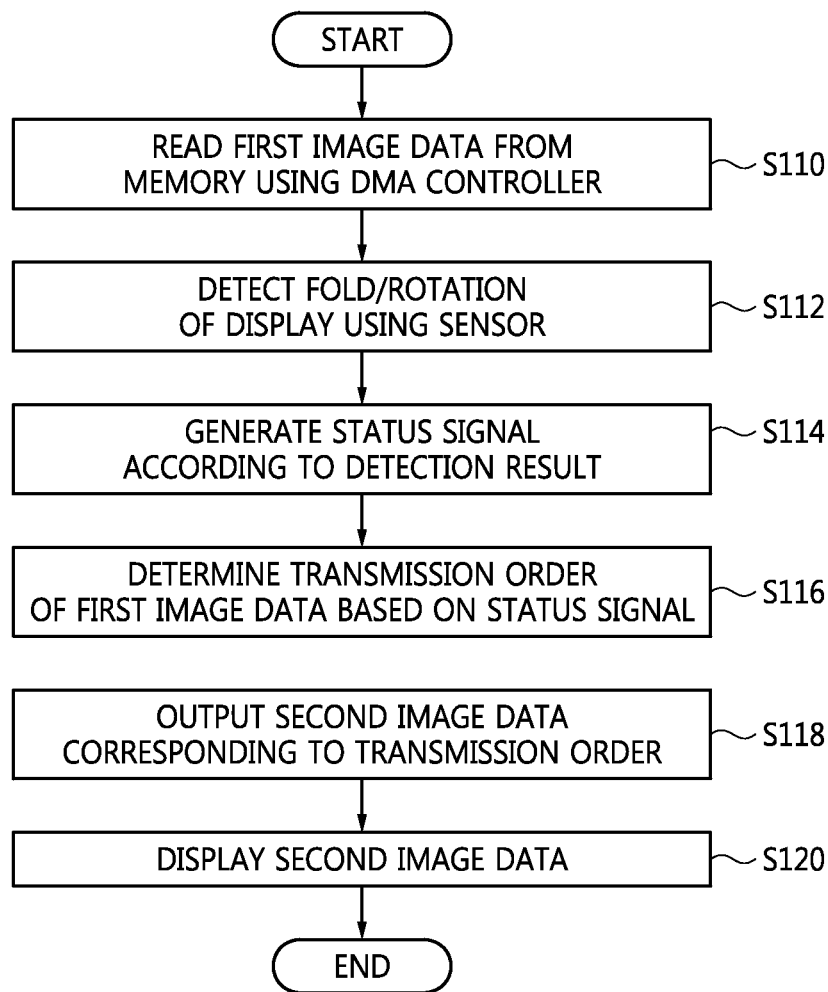 START
READ FIRST IMAGE DATA FROM
MEMORY USING DMA CONTROLLER
S110
DETECT FOLD/ROTATION
OF DISPLAY USING SENSOR
S112
GENERATE STATUS SIGNAL
ACCORDING TO DETECTION RESULT
S114
DETERMINE TRANSMISSION ORDER
OF FIRST IMAGE DATA BASED ON STATUS SIGNAL
S116
OUTPUT SECOND IMAGE DATA
CORRESPONDING TO TRANSMISSION ORDER
S118
DISPLAY SECOND IMAGE DATA
S120
END